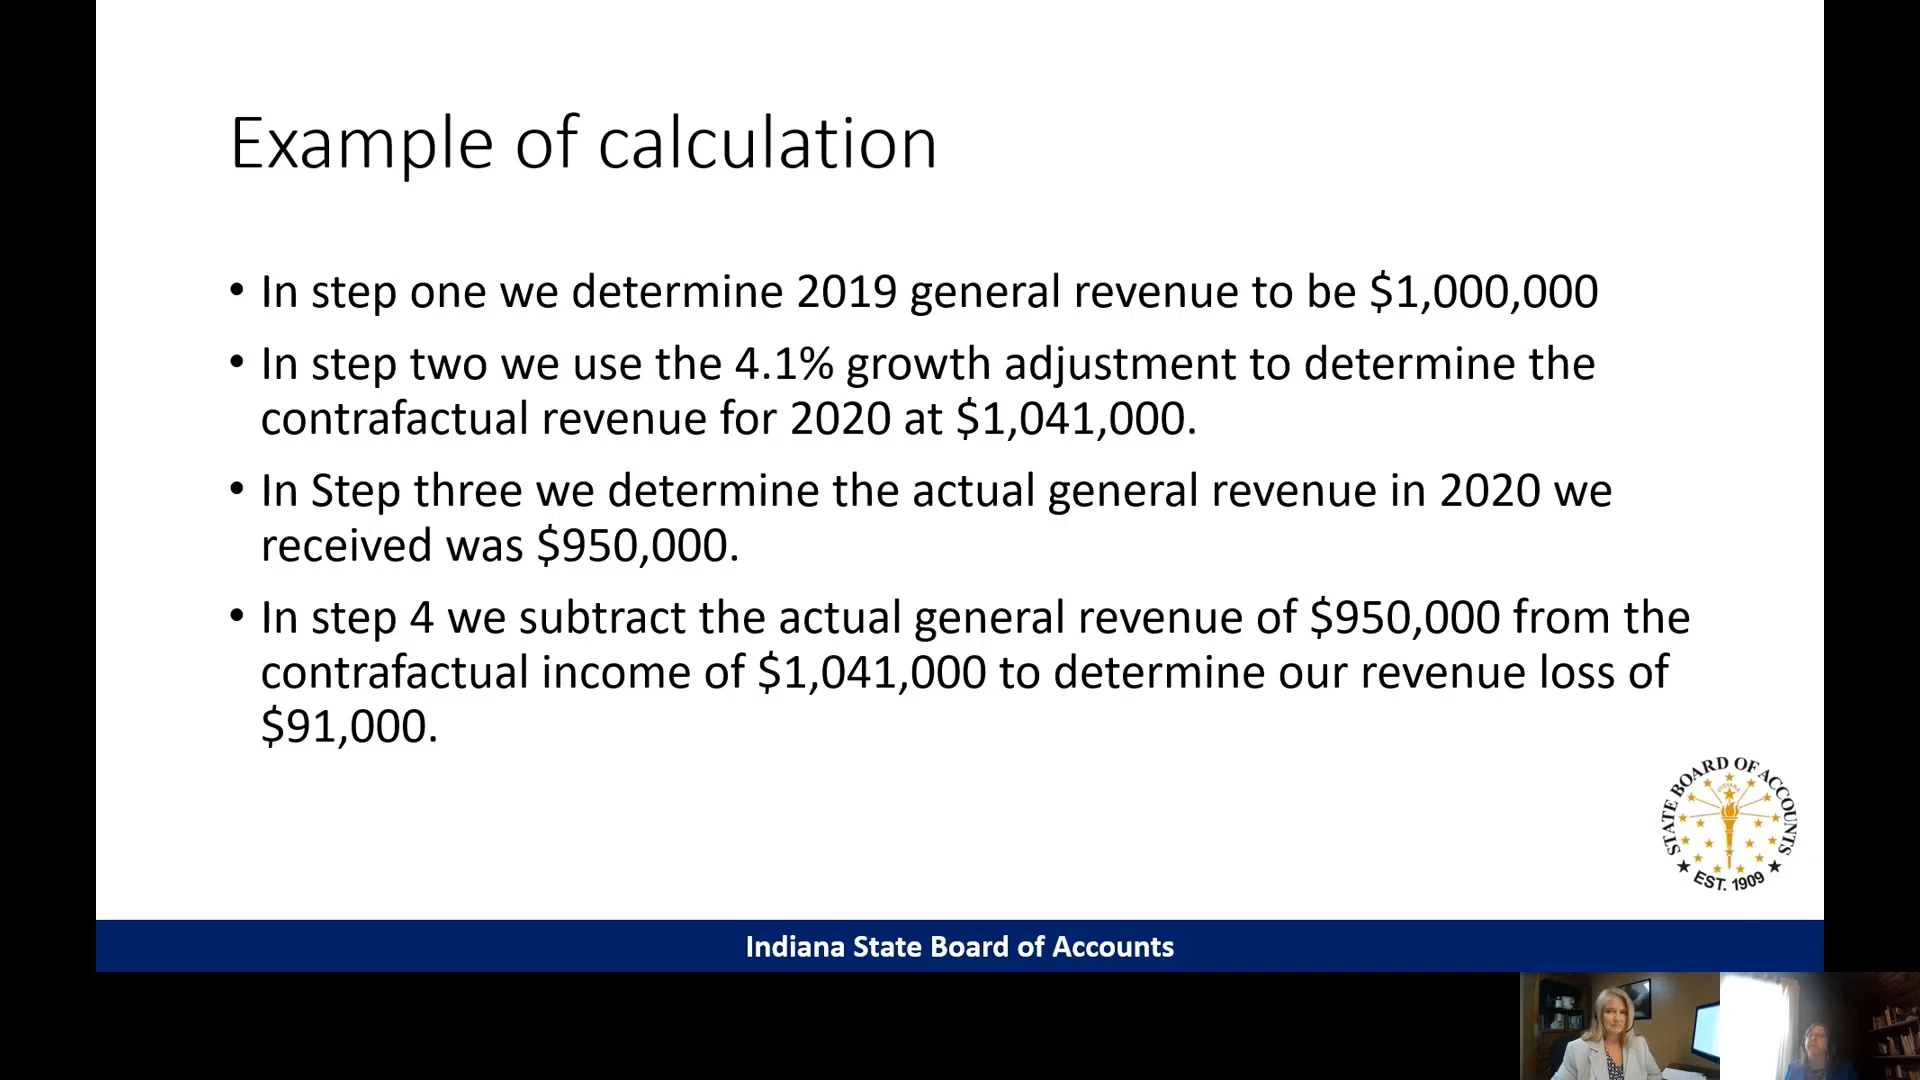 Example of calculation
• In step one we determine 2019 general revenue to be $1,000,000
• In step two we use the 4.1% growth adjustment to determine the
contrafactual revenue for 2020 at $1,041,000.
• In Step three we determine the actual general revenue in 2020 we
received was $950,000.
• In step 4 we subtract the actual general revenue of $950,000 from the
contrafactual income of $1,041,000 to determine our revenue loss of
$91,000.
STATE BOARD OF ACCOUNTS
INDIANA
EST. 1909
Indiana State Board of Accounts